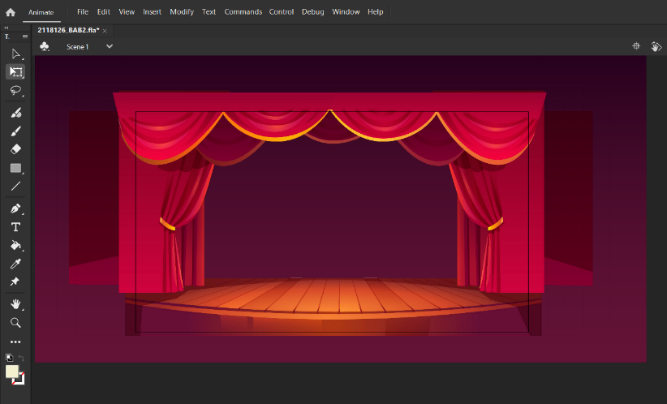 Animate File Edit View Insert Modify Text Commands Control Debug Window Help
2118126_BAB2.fla* ×
Scene 1